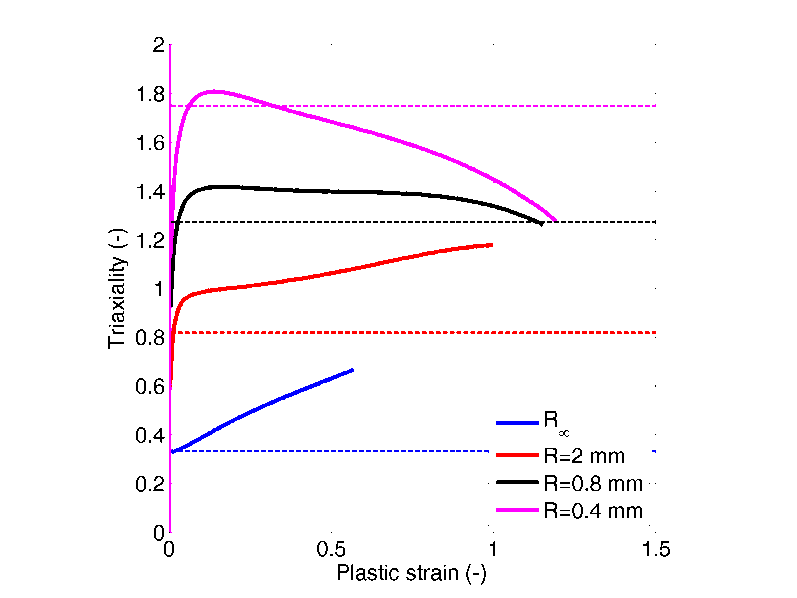 2
1.8
1.6
1.4
1.2
1
0.8
0.6
0.4
0.2
0
Triaxiality (-)
R∞
R=2 mm
R=0.8 mm
R=0.4 mm
0
0.5
1
1.5
Plastic strain (-)